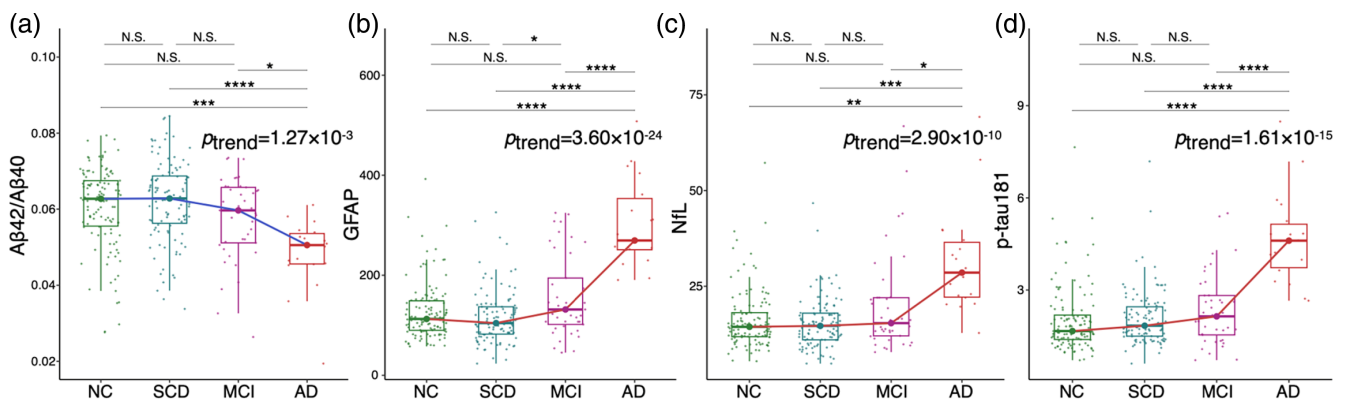 (a)
N.S. N.S.
N.S.
*
****
***
ptrend=1.27×10-3
Aβ42/Aβ40
0.10
0.08
0.06
0.04
0.02
NC SCD MCI AD
(b)
N.S. *
N.S.
****
****
****
ptrend=3.60×10-24
GFAP
600
400
200
0
NC SCD MCI AD
(c)
N.S. N.S.
N.S.
*
***
**
ptrend=2.90×10-10
NfL
75
50
25
NC SCD MCI AD
(d)
N.S. N.S.
N.S.
****
****
****
ptrend=1.61×10-15
p-tau181
9
6
3
NC SCD MCI AD